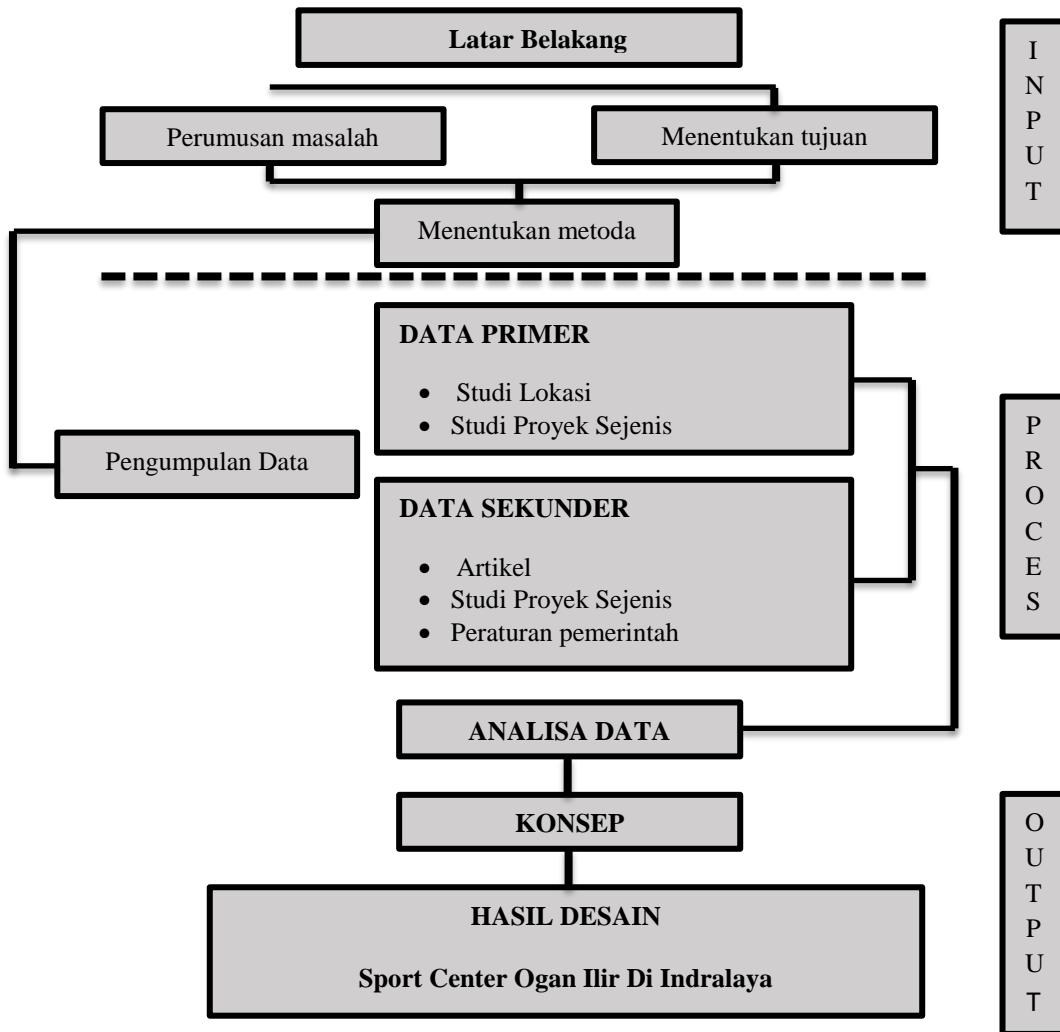 Latar Belakang
Perumusan masalah
Menentukan tujuan
Menentukan metoda
I
N
P
U
T
DATA PRIMER
• Studi Lokasi
• Studi Proyek Sejenis
Pengumpulan Data
DATA SEKUNDER
• Artikel
• Studi Proyek Sejenis
• Peraturan pemerintah
P
R
O
C
E
S
ANALISA DATA
KONSEP
HASIL DESAIN
Sport Center Ogan Ilir Di Indralaya
O
U
T
P
U
T